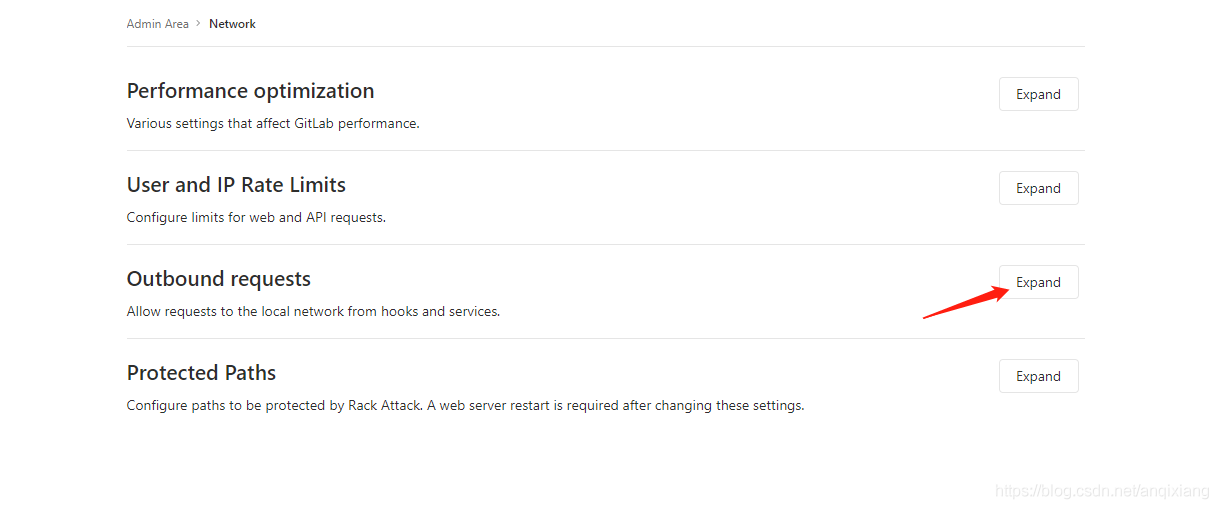 Admin Area > Network
Performance optimization
Expand
Various settings that affect GitLab performance.
User and IP Rate Limits
Expand
Configure limits for web and API requests.
Outbound requests
Expand
Allow requests to the local network from hooks and services.
Protected Paths
Expand
Configure paths to be protected by Rack Attack. A web server restart is required after changing these settings.
https://blog.csdn.net/anqixiang